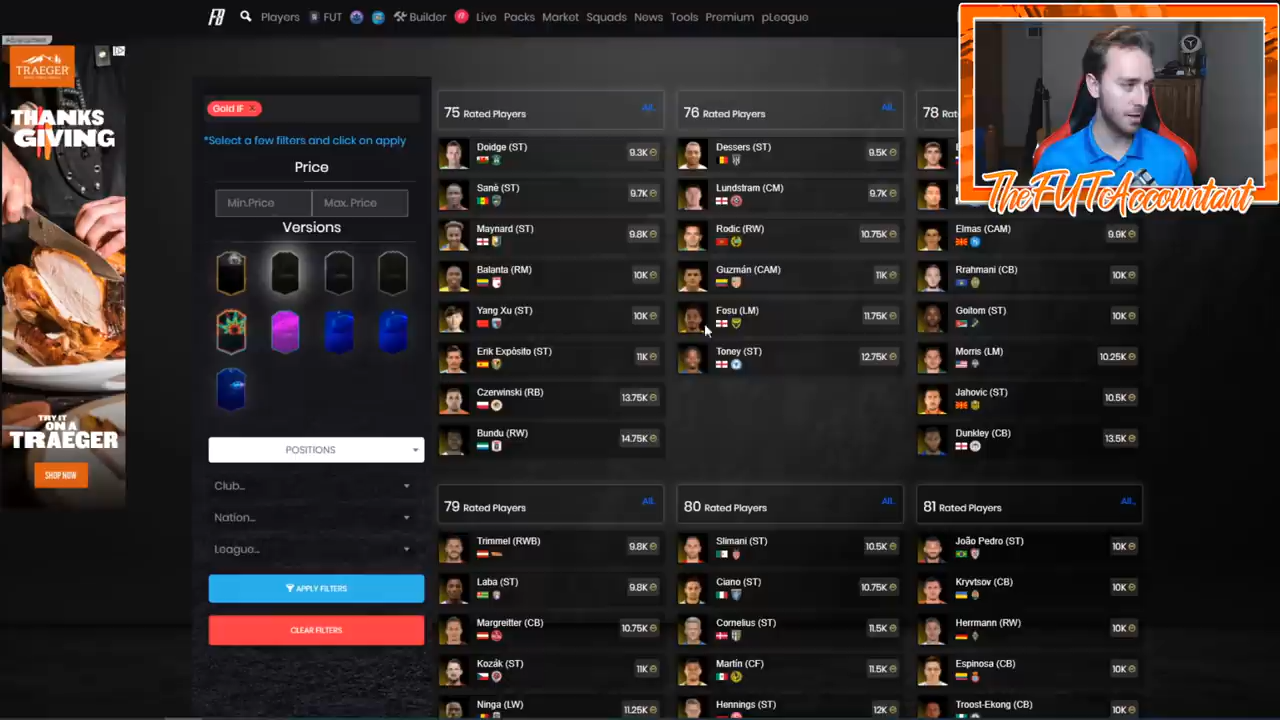 F8
Players
FUT
Builder
Live
Packs
Market
Squads
News
Tools
Premium
pLeague
Advertisement
TRAEGER
THANKS
GIVING
TRY IT
ON A
TRAEGER
SHOP NOW
TheFUTAccountant
Gold IF ×
*Select a few filters and click on apply
Price
Min.Price
Max. Price
Versions
POSITIONS
Club...
Nation...
League...
APPLY FILTERS
CLEAR FILTERS
75 Rated Players All..
Doidge (ST) 9.3K
Sané (ST) 9.7K
Maynard (ST) 9.8K
Balanta (RM) 10K
Yang Xu (ST) 10K
Erik Expósito (ST) 11K
Czerwinski (RB) 13.75K
Bundu (RW) 14.75K
76 Rated Players All..
Dessers (ST) 9.5K
Lundstram (CM) 9.7K
Rodic (RW) 10.75K
Guzmán (CAM) 11K
Fosu (LM) 11.75K
Toney (ST) 12.75K
78 Rated
Elmas (CAM) 9.9K
Rrahmani (CB) 10K
Goitom (ST) 10K
Morris (LM) 10.25K
Jahovic (ST) 10.5K
Dunkley (CB) 13.5K
79 Rated Players All..
Trimmel (RWB) 9.8K
Laba (ST) 9.8K
Margreitter (CB) 10.75K
Kozák (ST) 11K
Ninga (LW) 11.25K
80 Rated Players All..
Slimani (ST) 10.5K
Ciano (ST) 10.75K
Cornelius (ST) 11.5K
Martín (CF) 11.5K
Hennings (ST) 12K
81 Rated Players All..
João Pedro (ST) 10K
Kryvtsov (CB) 10K
Herrmann (RW) 10K
Espinosa (CB) 10K
Troost-Ekong (CB) 10K